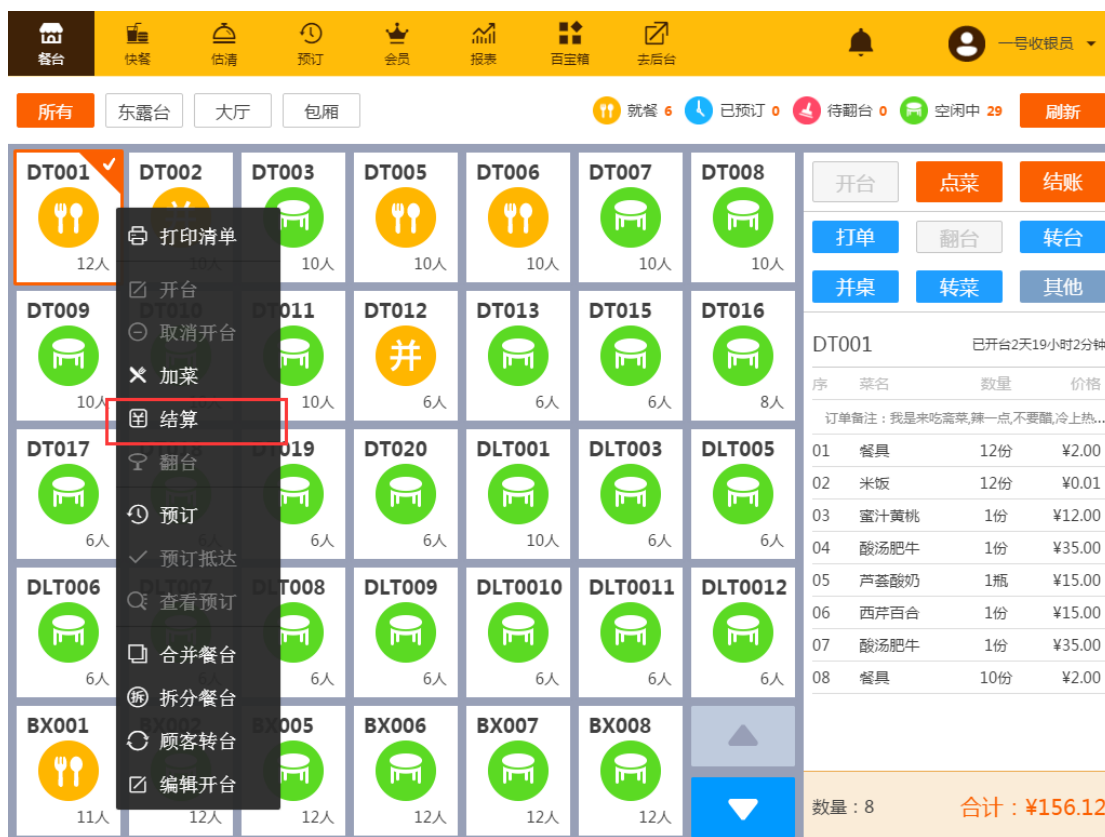 餐台 快餐 估清 预订 会员 报表 百宝箱 去后台 一号收银员
所有 东露台 大厅 包厢 就餐 6 已预订 0 待翻台 0 空闲中 29 刷新
DT001 DT002 DT003 DT005 DT006 DT007 DT008
12人 10人 10人 10人 10人 10人
DT009 DT010 DT011 DT012 DT013 DT015 DT016
并
10人 10人 6人 6人 6人 8人
DT017 DT019 DT020 DLT001 DLT003 DLT005
6人 6人 6人 10人 6人 6人
DLT006 DLT007 DLT008 DLT009 DLT0010 DLT0011 DLT0012
6人 6人 6人 6人 6人 6人
BX001 BX002 BX005 BX006 BX007 BX008
11人 12人 12人 12人 12人 12人
打印清单
开台
取消开台
加菜
结算
翻台
预订
预订抵达
查看预订
合并餐台
拆 拆分餐台
顾客转台
编辑开台
开台 点菜 结账
打单 翻台 转台
并桌 转菜 其他
DT001 已开台2天19小时2分钟
序 菜名 数量 价格
订单备注：我是来吃斋菜,辣一点,不要醋,冷上热...
01 餐具 12份 ¥2.00
02 米饭 12份 ¥0.01
03 蜜汁黄桃 1份 ¥12.00
04 酸汤肥牛 1份 ¥35.00
05 芦荟酸奶 1瓶 ¥15.00
06 西芹百合 1份 ¥15.00
07 酸汤肥牛 1份 ¥35.00
08 餐具 10份 ¥2.00
数量：8 合计：¥156.12